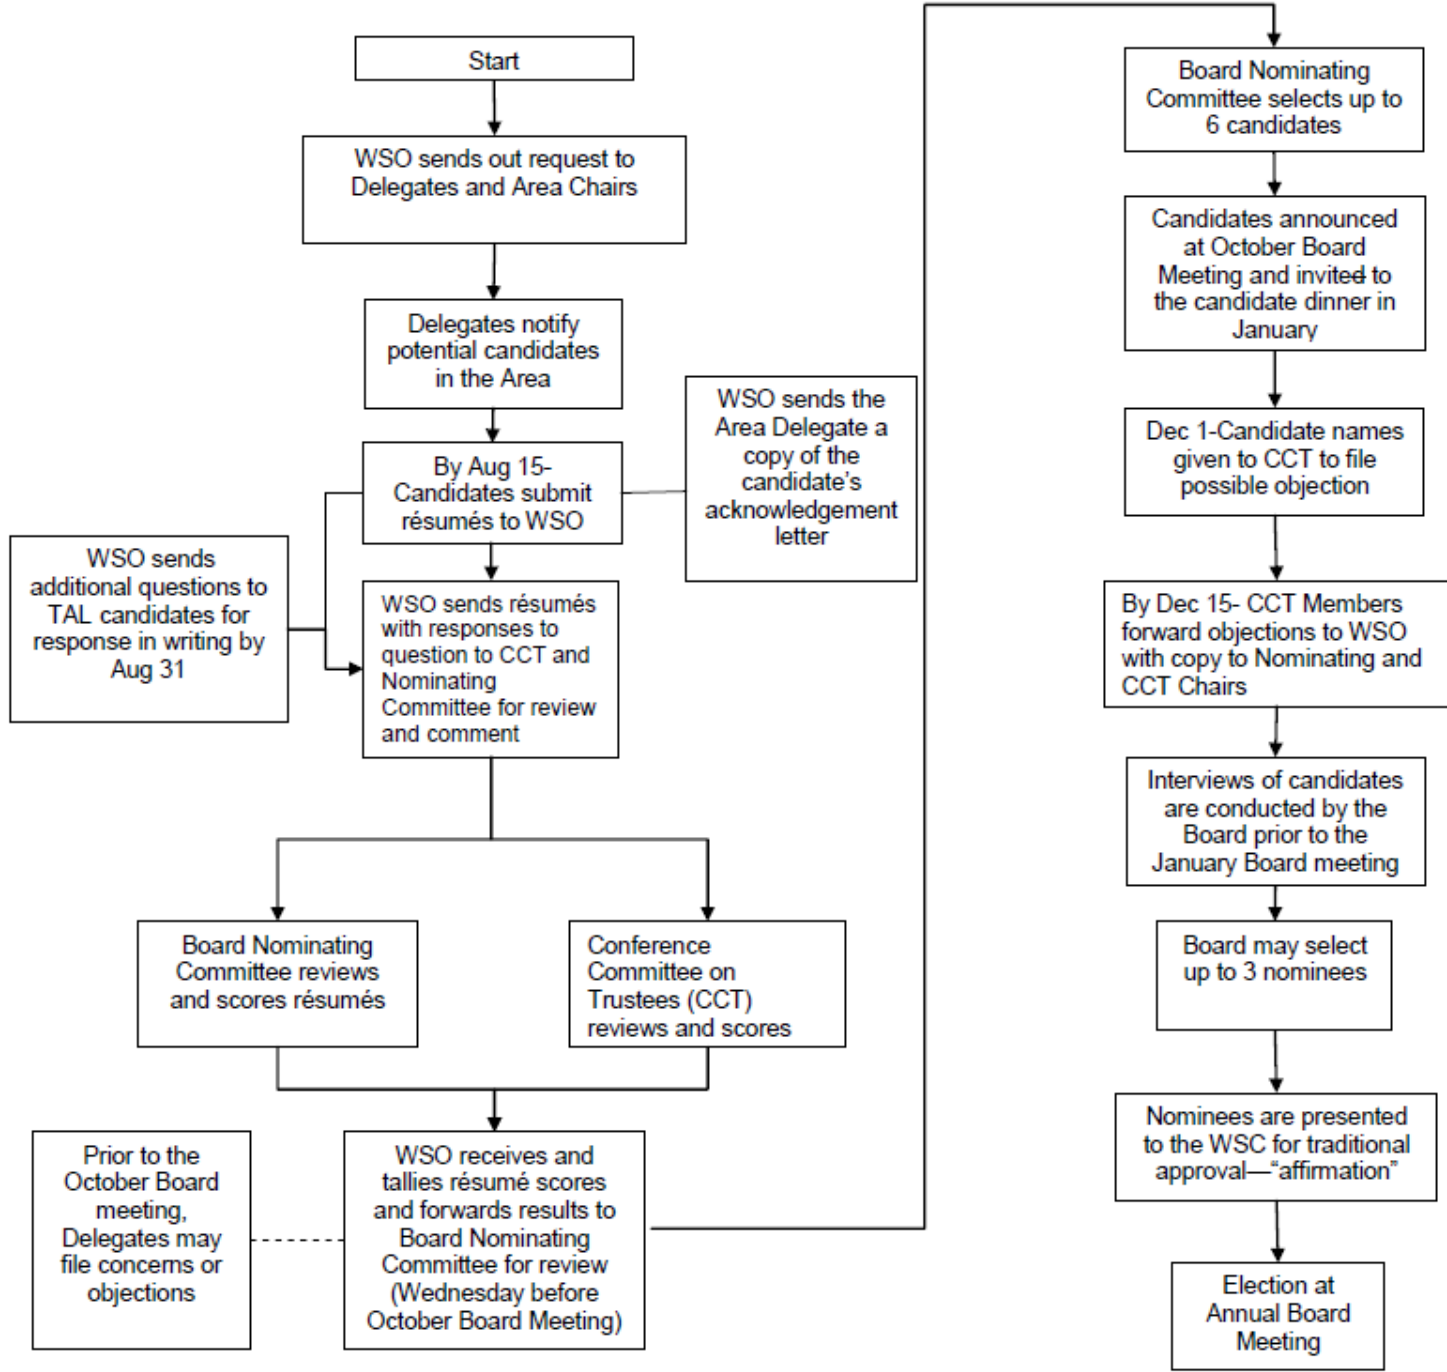 Start
WSO sends out request to
Delegates and Area Chairs
Delegates notify
potential candidates
in the Area
WSO sends the
Area Delegate a
copy of the
candidate's
acknowledgement
letter
By Aug 15-
Candidates submit
résumés to WSO
WSO sends
additional questions to
TAL candidates for
response in writing by
Aug 31
WSO sends résumés
with responses to
question to CCT and
Nominating
Committee for review
and comment
Board Nominating
Committee reviews
and scores résumés
Conference
Committee on
Trustees (CCT)
reviews and scores
Prior to the
October Board
meeting,
Delegates may
file concerns or
objections
WSO receives and
tallies résumé scores
and forwards results to
Board Nominating
Committee for review
(Wednesday before
October Board Meeting)
Board Nominating
Committee selects up to
6 candidates
Candidates announced
at October Board
Meeting and invited to
the candidate dinner in
January
Dec 1-Candidate names
given to CCT to file
possible objection
By Dec 15- CCT Members
forward objections to WSO
with copy to Nominating and
CCT Chairs
Interviews of candidates
are conducted by the
Board prior to the
January Board meeting
Board may select
up to 3 nominees
Nominees are presented
to the WSC for traditional
approval—“affirmation”
Election at
Annual Board
Meeting